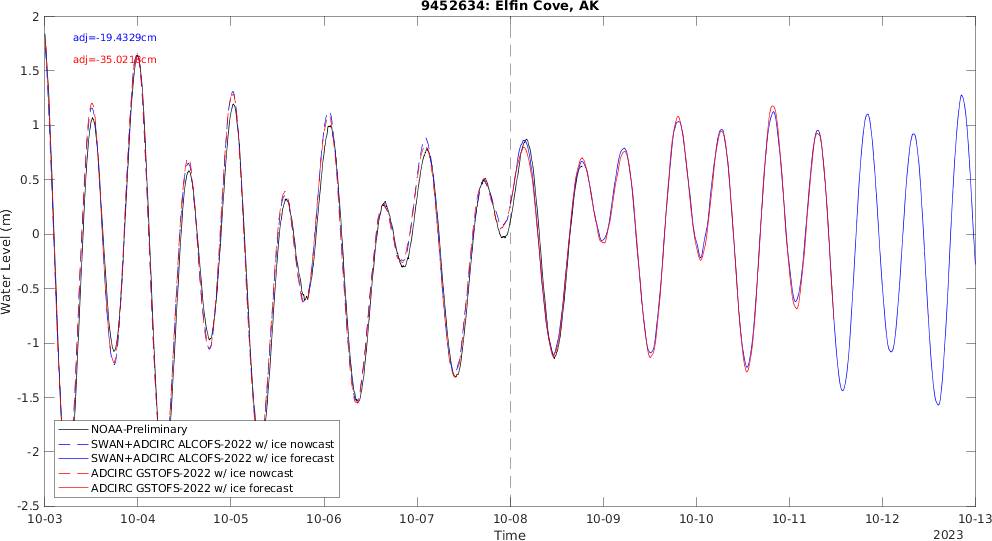 9452634: Elfin Cove, AK
adj=-19.4329cm
adj=-35.0213cm
Water Level (m)
2
1.5
1
0.5
0
-0.5
-1
-1.5
-2
-2.5
NOAA-Preliminary
SWAN+ADCIRC ALCOFS-2022 w/ ice nowcast
SWAN+ADCIRC ALCOFS-2022 w/ ice forecast
ADCIRC GSTOFS-2022 w/ ice nowcast
ADCIRC GSTOFS-2022 w/ ice forecast
10-03 10-04 10-05 10-06 10-07 10-08 10-09 10-10 10-11 10-12 10-13
Time
2023